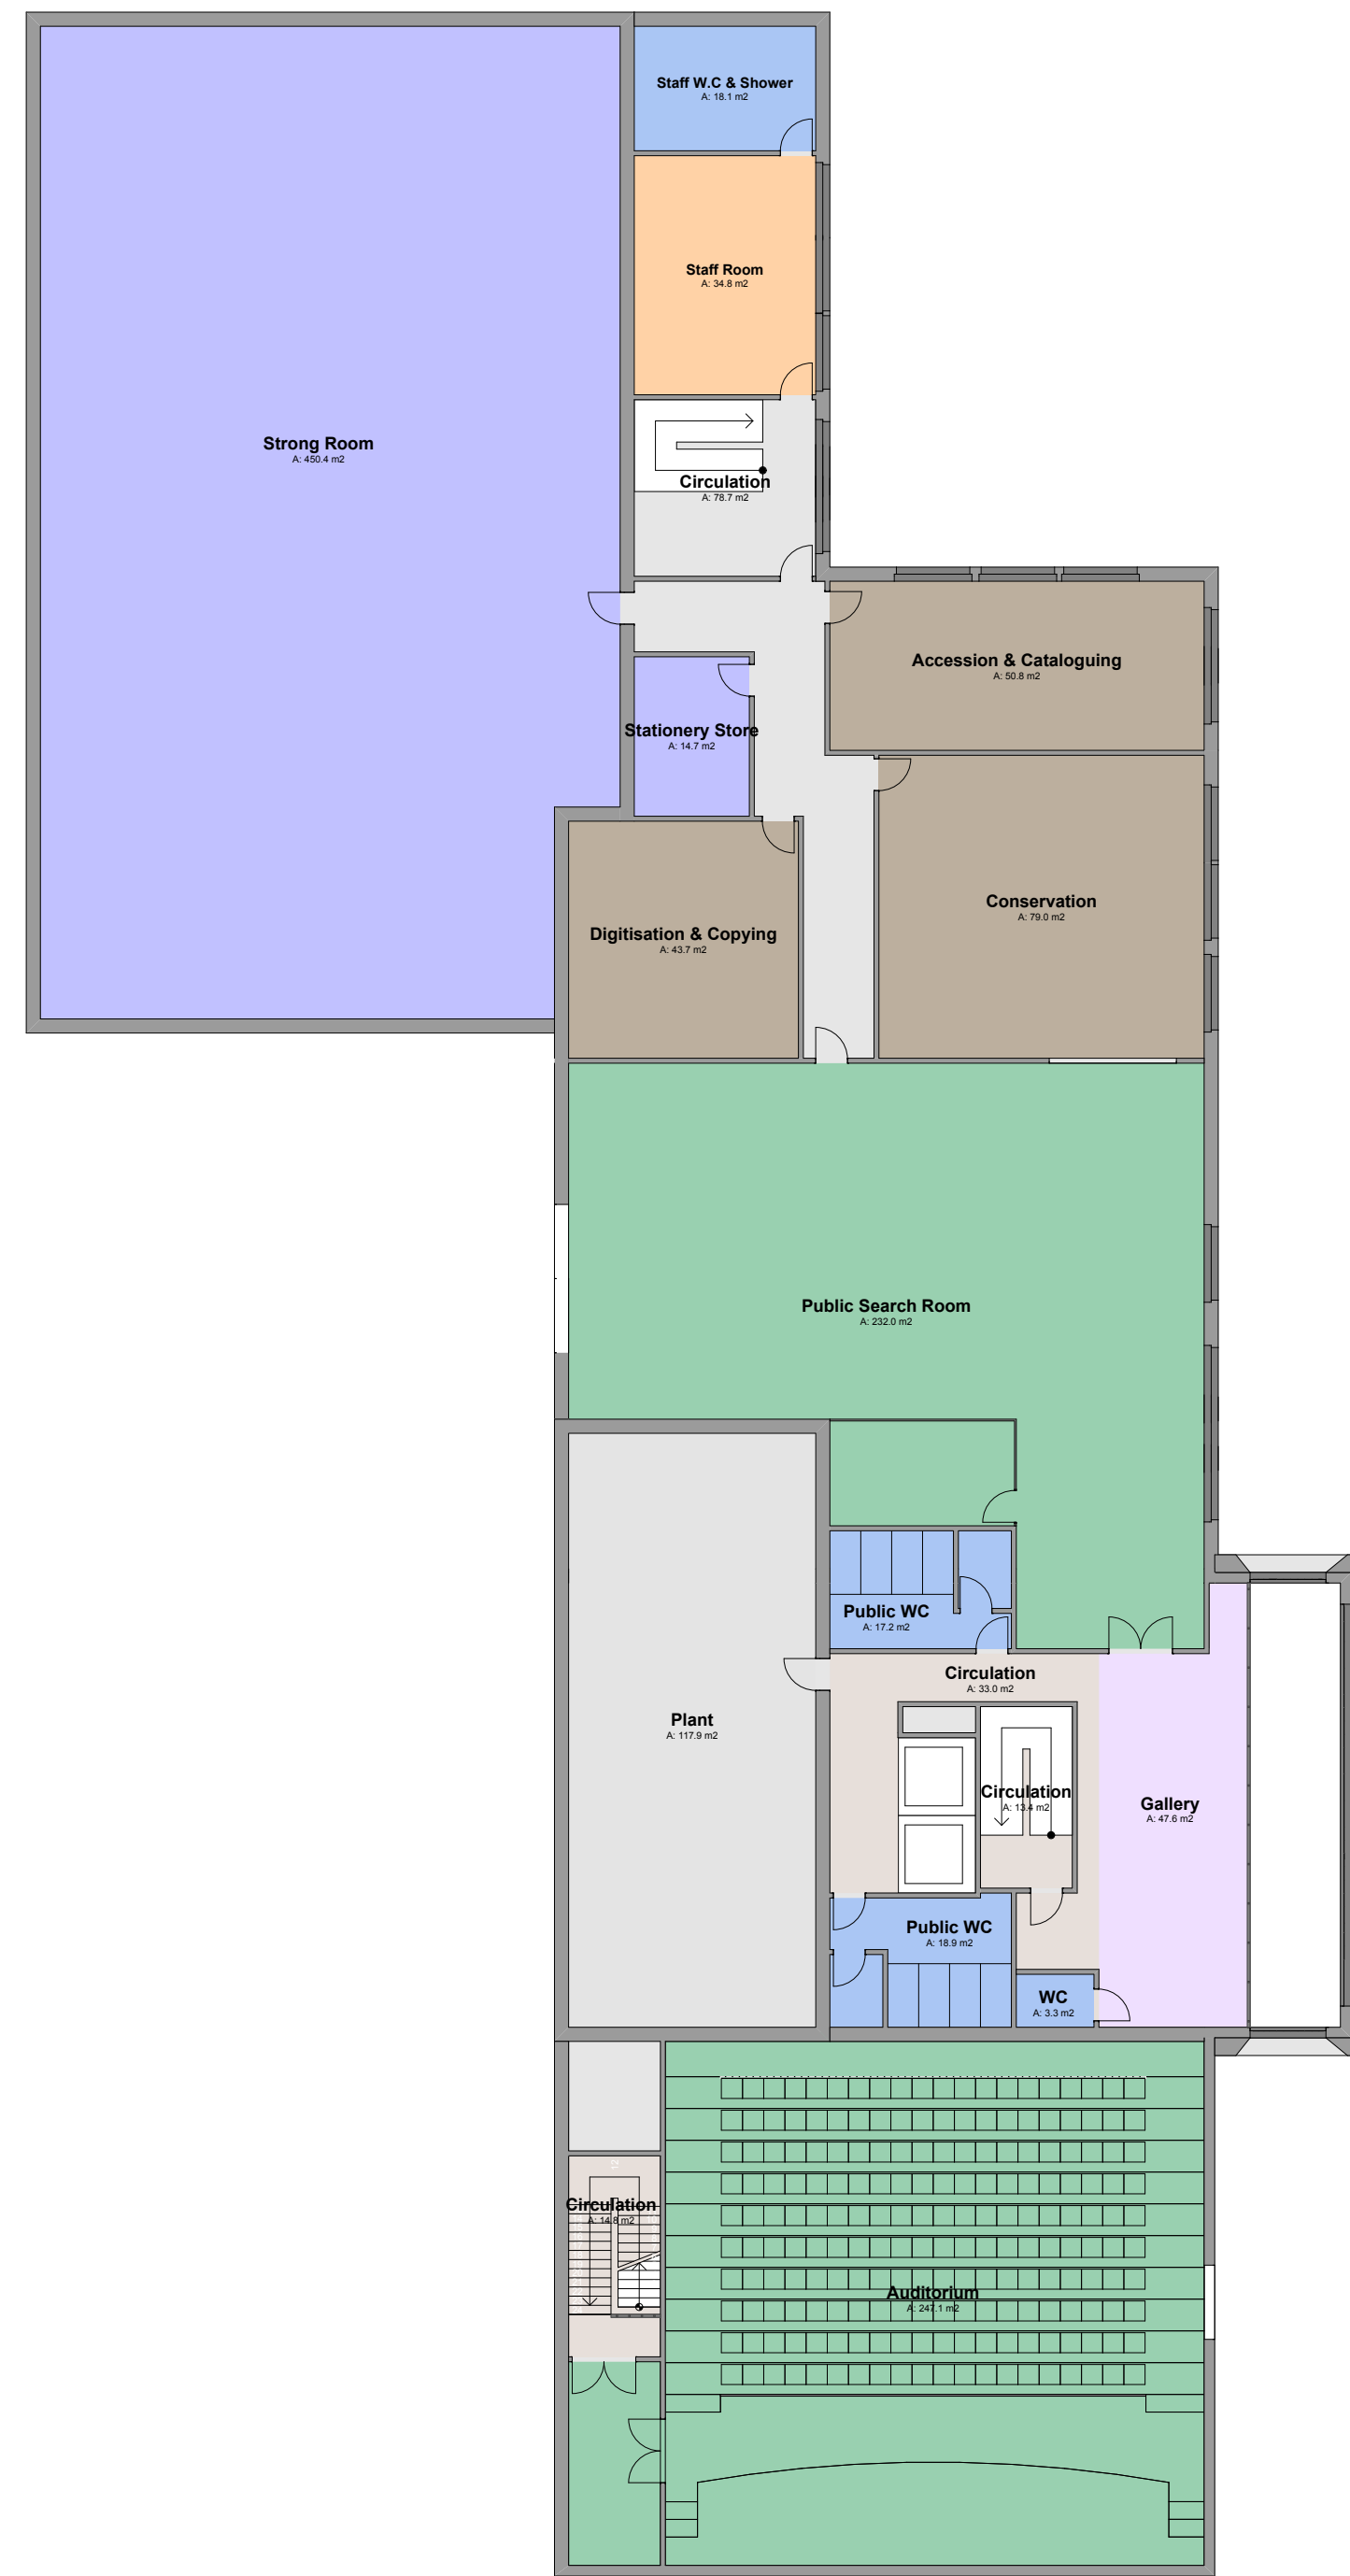 Staff W.C & Shower
A: 18.1 m2
Staff Room
A: 34.8 m2
Strong Room
A: 450.4 m2
Circulation
A: 78.7 m2
Accession & Cataloguing
A: 50.8 m2
Stationery Store
A: 14.7 m2
Conservation
A: 79.0 m2
Digitisation & Copying
A: 43.7 m2
Public Search Room
A: 232.0 m2
Public WC
A: 17.2 m2
Circulation
A: 33.0 m2
Plant
A: 117.9 m2
Circulation
A: 13.4 m2
Gallery
A: 47.6 m2
Public WC
A: 18.9 m2
WC
A: 3.3 m2
12
Circulation
A: 14.8 m2
Auditorium
A: 247.1 m2